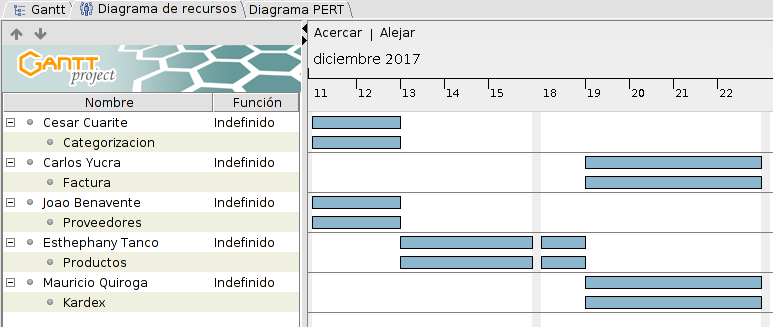 Gantt Diagrama de recursos Diagrama PERT
Acercar | Alejar
GANTT project
diciembre 2017
Nombre Función
11 12 13 14 15 18 19 20 21 22
Cesar Cuarite Indefinido
Categorizacion
Carlos Yucra Indefinido
Factura
Joao Benavente Indefinido
Proveedores
Esthephany Tanco Indefinido
Productos
Mauricio Quiroga Indefinido
Kardex